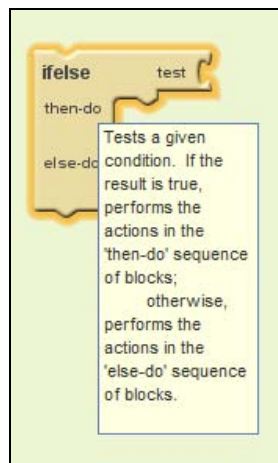 ifelse test
then-do
else-do
Tests a given
condition. If the
result is true,
performs the
actions in the
'then-do' sequence
of blocks;
otherwise,
performs the
actions in the
'else-do' sequence
of blocks.